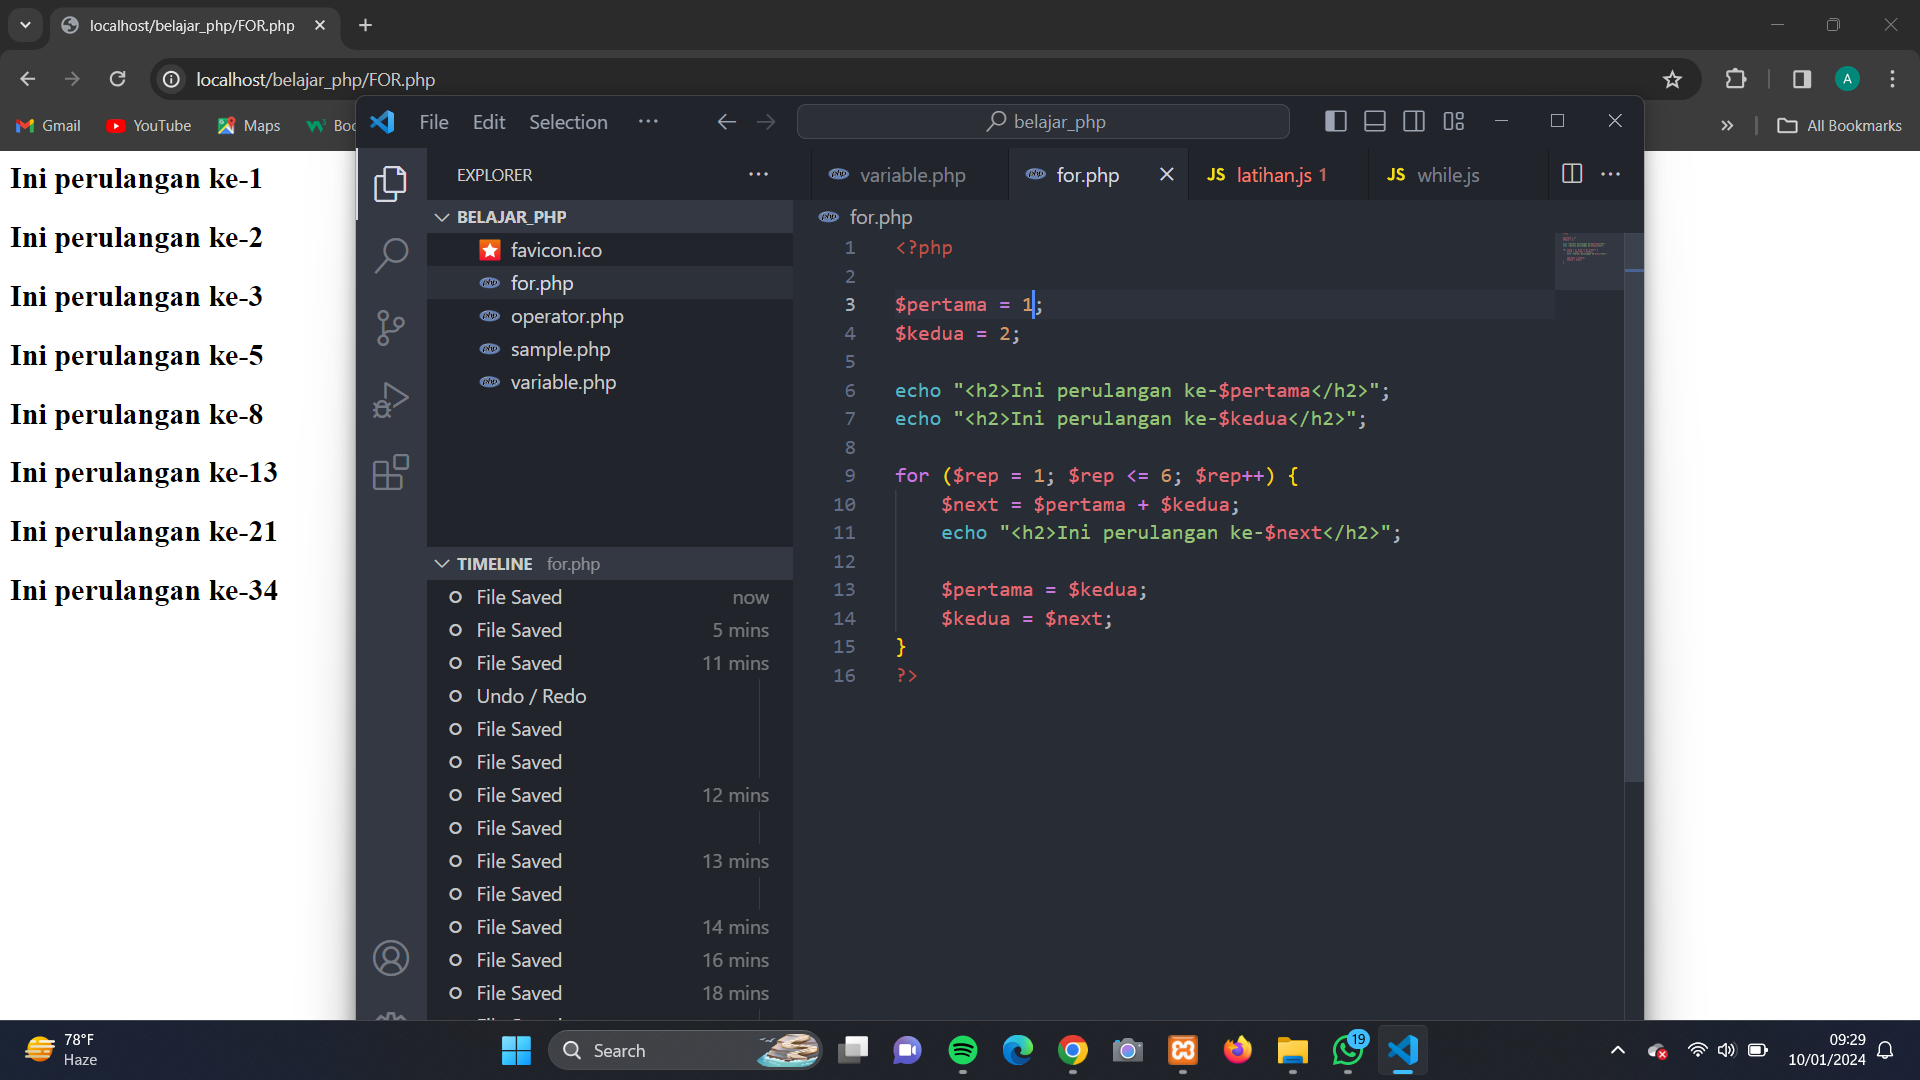 localhost/belajar_php/FOR.php
localhost/belajar_php/FOR.php
A
Gmail
YouTube
Maps
All Bookmarks
Ini perulangan ke-1
Ini perulangan ke-2
Ini perulangan ke-3
Ini perulangan ke-5
Ini perulangan ke-8
Ini perulangan ke-13
Ini perulangan ke-21
Ini perulangan ke-34
File Edit Selection ···
belajar_php
EXPLORER
BELAJAR_PHP
favicon.ico
for.php
operator.php
sample.php
variable.php
TIMELINE for.php
File Saved now
File Saved 5 mins
File Saved 11 mins
Undo / Redo
File Saved
File Saved
File Saved 12 mins
File Saved
File Saved 13 mins
File Saved
File Saved 14 mins
File Saved 16 mins
File Saved 18 mins
php variable.php
php for.php
JS latihan.js 1
JS while.js
php for.php
1 <?php
2
3 $pertama = 1;
4 $kedua = 2;
5
6 echo "<h2>Ini perulangan ke-$pertama</h2>";
7 echo "<h2>Ini perulangan ke-$kedua</h2>";
8
9 for ($rep = 1; $rep <= 6; $rep++) {
10 $next = $pertama + $kedua;
11 echo "<h2>Ini perulangan ke-$next</h2>";
12
13 $pertama = $kedua;
14 $kedua = $next;
15 }
16 ?>
78°F
Haze
Search
19
09:29
10/01/2024